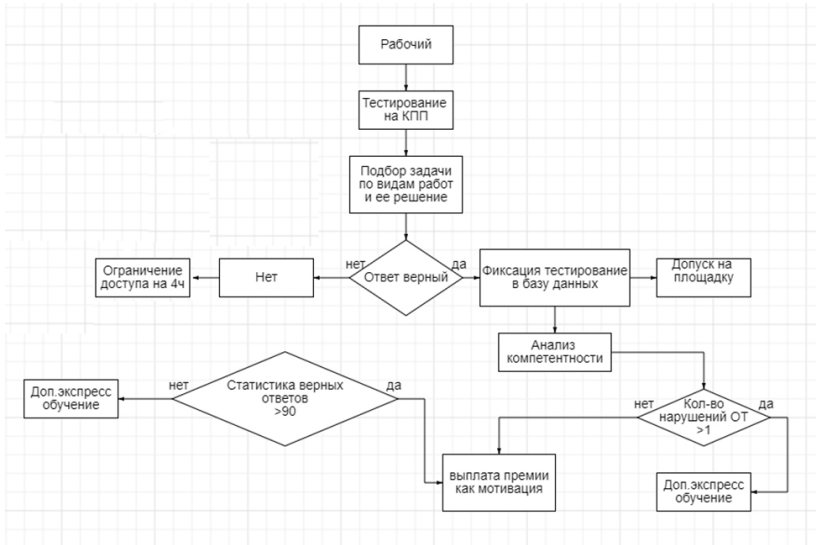 Рабочий
Тестирование
на КПП
Подбор задачи
по видам работ
и ее решение
нет
Ответ верный
да
Ограничение
доступа на 4ч
Нет
Фиксация тестирование
в базу данных
Допуск на
площадку
Анализ
компетентности
Доп.экспресс
обучение
нет
Статистика верных
ответов
>90
да
нет
Кол-во
нарушений ОТ
>1
да
выплата премии
как мотивация
Доп.экспресс
обучение